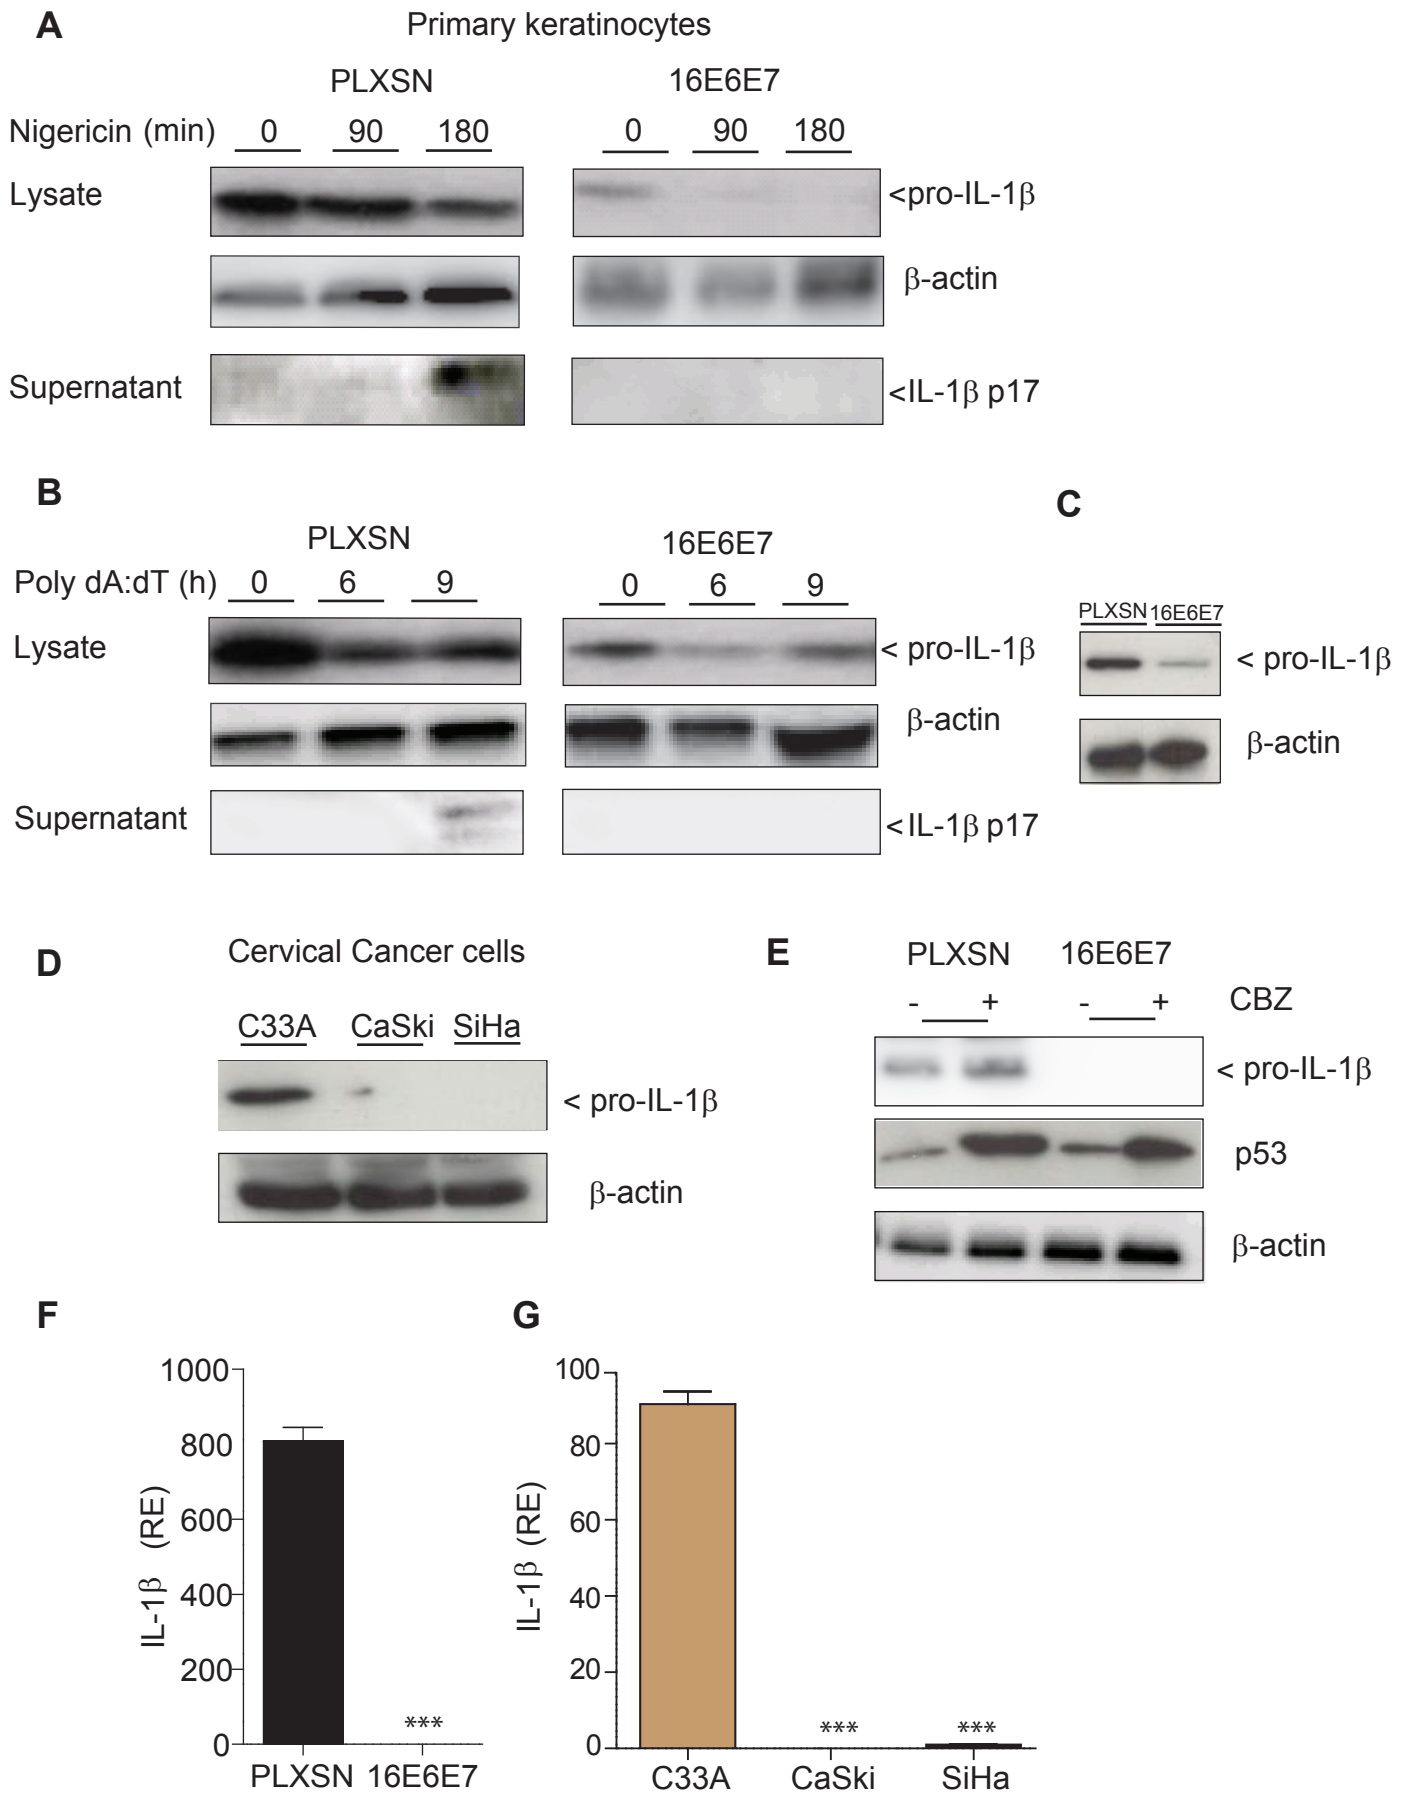 A
Primary keratinocytes
PLXSN 16E6E7
Nigericin (min) 0 90 180 0 90 180
Lysate <pro-IL-1β
β-actin
Supernatant <IL-1β p17
B
PLXSN 16E6E7
Poly dA:dT (h) 0 6 9 0 6 9
Lysate < pro-IL-1β
β-actin
Supernatant <IL-1β p17
C
PLXSN 16E6E7
< pro-IL-1β
β-actin
D
Cervical Cancer cells
C33A CaSki SiHa
< pro-IL-1β
β-actin
E
PLXSN 16E6E7
- + - + CBZ
< pro-IL-1β
p53
β-actin
F
IL-1β (RE)
1000
800
600
400
200
0
***
PLXSN 16E6E7
G
IL-1β (RE)
100
80
60
40
20
0
*** ***
C33A CaSki SiHa